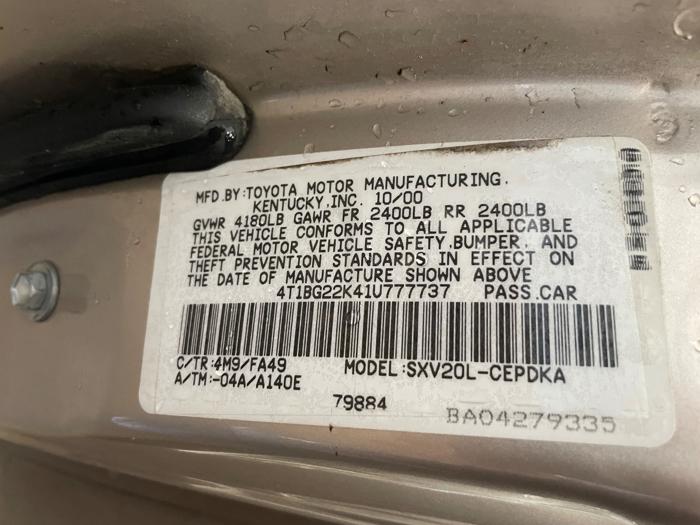 MFD.BY:TOYOTA MOTOR MANUFACTURING,
KENTUCKY,INC. 10/00
GVWR 4180LB GAWR FR 2400LB RR 2400LB
THIS VEHICLE CONFORMS TO ALL APPLICABLE
FEDERAL MOTOR VEHICLE SAFETY,BUMPER, AND
THEFT PREVENTION STANDARDS IN EFFECT ON
THE DATE OF MANUFACTURE SHOWN ABOVE
4T1BG22K41U777737 PASS.CAR
C/TR:4M9/FA49 MODEL:SXV20L-CEPDKA
A/TM:-04A/A140E
79884
BA04279335